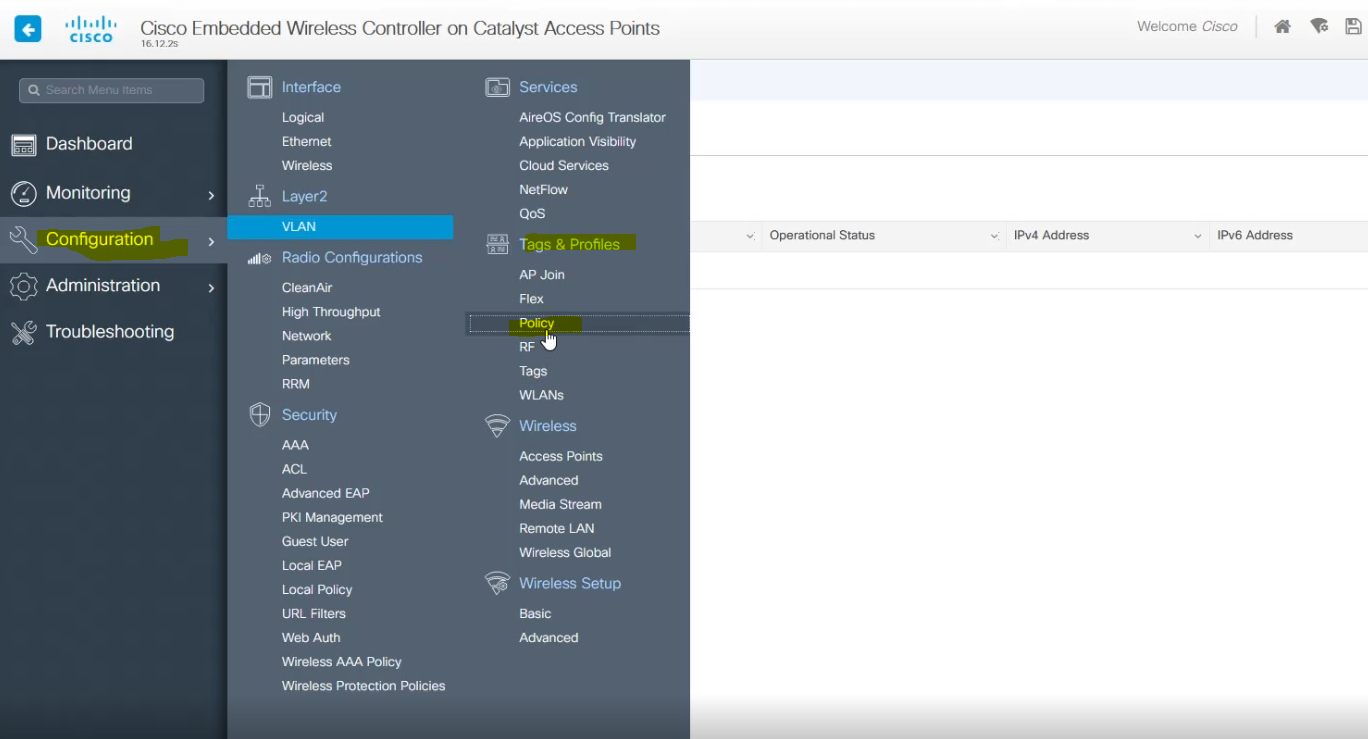 CISCO
Cisco Embedded Wireless Controller on Catalyst Access Points
16.12.2s
Welcome Cisco
Search Menu Items
Dashboard
Monitoring
Configuration
Administration
Troubleshooting
Interface
Logical
Ethernet
Wireless
Layer2
VLAN
Radio Configurations
CleanAir
High Throughput
Network
Parameters
RRM
Security
AAA
ACL
Advanced EAP
PKI Management
Guest User
Local EAP
Local Policy
URL Filters
Web Auth
Wireless AAA Policy
Wireless Protection Policies
Services
AireOS Config Translator
Application Visibility
Cloud Services
NetFlow
QoS
Tags & Profiles
AP Join
Flex
Policy
RF
Tags
WLANs
Wireless
Access Points
Advanced
Media Stream
Remote LAN
Wireless Global
Wireless Setup
Basic
Advanced
Operational Status
IPv4 Address
IPv6 Address